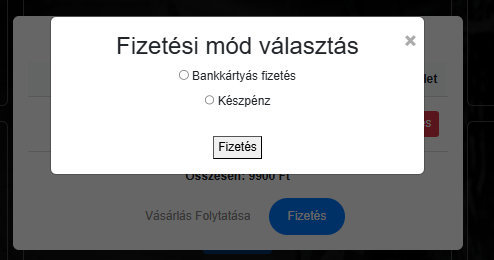 Fizetési mód választás
×
Bankkártyás fizetés
Készpénz
Fizetés
Összesen: 9900 Ft
Vásárlás Folytatása
Fizetés